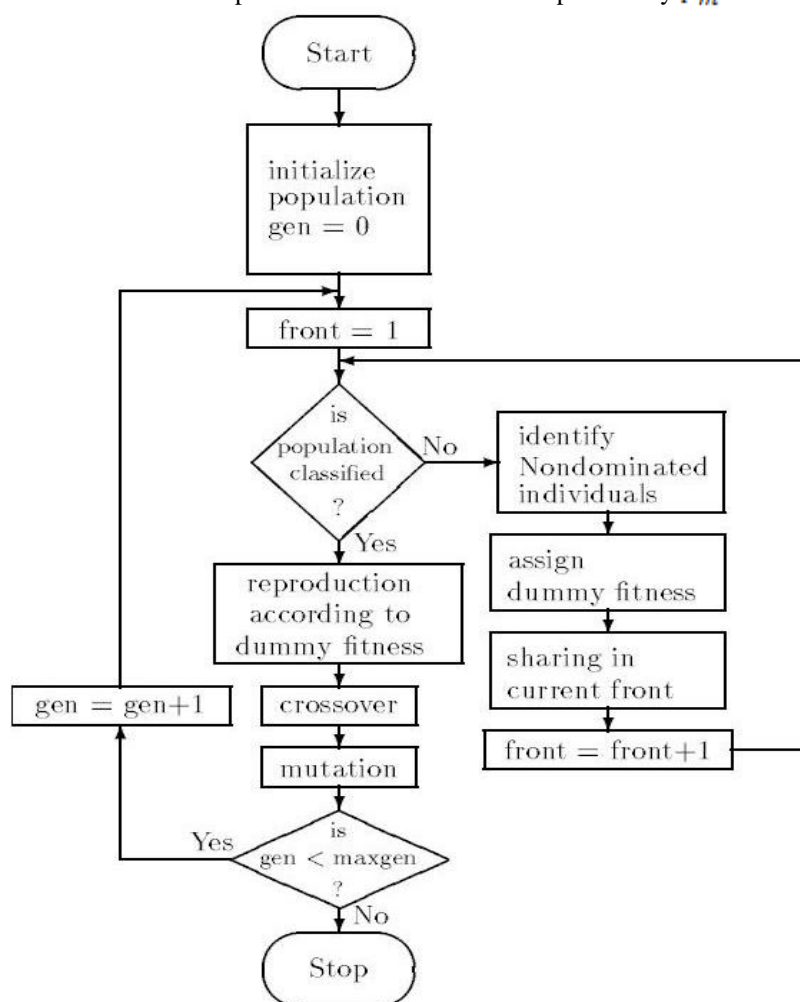 Start
initialize
population
gen = 0
front = 1
is
population
classified
?
No
identify
Nondominated
individuals
Yes
assign
dummy fitness
reproduction
according to
dummy fitness
sharing in
current front
gen = gen+1
crossover
front = front+1
mutation
Yes
is
gen < maxgen
?
No
Stop